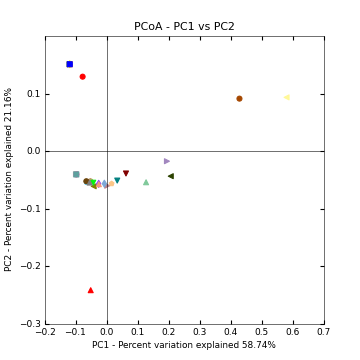 PCoA - PC1 vs PC2
PC2 - Percent variation explained 21.16%
0.1
0.0
−0.1
−0.2
−0.3
−0.2 −0.1 0.0 0.1 0.2 0.3 0.4 0.5 0.6 0.7
PC1 - Percent variation explained 58.74%